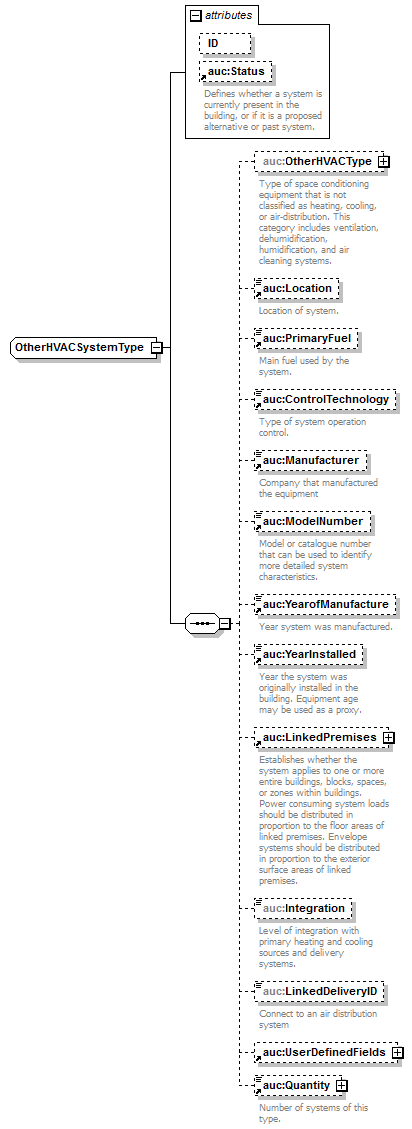 attributes
ID
auc:Status
Defines whether a system is
currently present in the
building, or if it is a proposed
alternative or past system.
auc:OtherHVACType
Type of space conditioning
equipment that is not
classified as heating, cooling,
or air-distribution. This
category includes ventilation,
dehumidification,
humidification, and air
cleaning systems.
auc:Location
Location of system.
OtherHVACSystemType
auc:PrimaryFuel
Main fuel used by the
system.
auc:ControlTechnology
Type of system operation
control.
auc:Manufacturer
Company that manufactured
the equipment
auc:ModelNumber
Model or catalogue number
that can be used to identify
more detailed system
characteristics.
auc:YearofManufacture
Year system was manufactured.
auc:YearInstalled
Year the system was
originally installed in the
building. Equipment age
may be used as a proxy.
auc:LinkedPremises
Establishes whether the
system applies to one or more
entire buildings, blocks, spaces,
or zones within buildings.
Power consuming system loads
should be distributed in
proportion to the floor areas of
linked premises. Envelope
systems should be distributed
in proportion to the exterior
surface areas of linked
premises.
auc:Integration
Level of integration with
primary heating and cooling
sources and delivery
systems.
auc:LinkedDeliveryID
Connect to an air distribution
system
auc:UserDefinedFields
auc:Quantity
Number of systems of this
type.